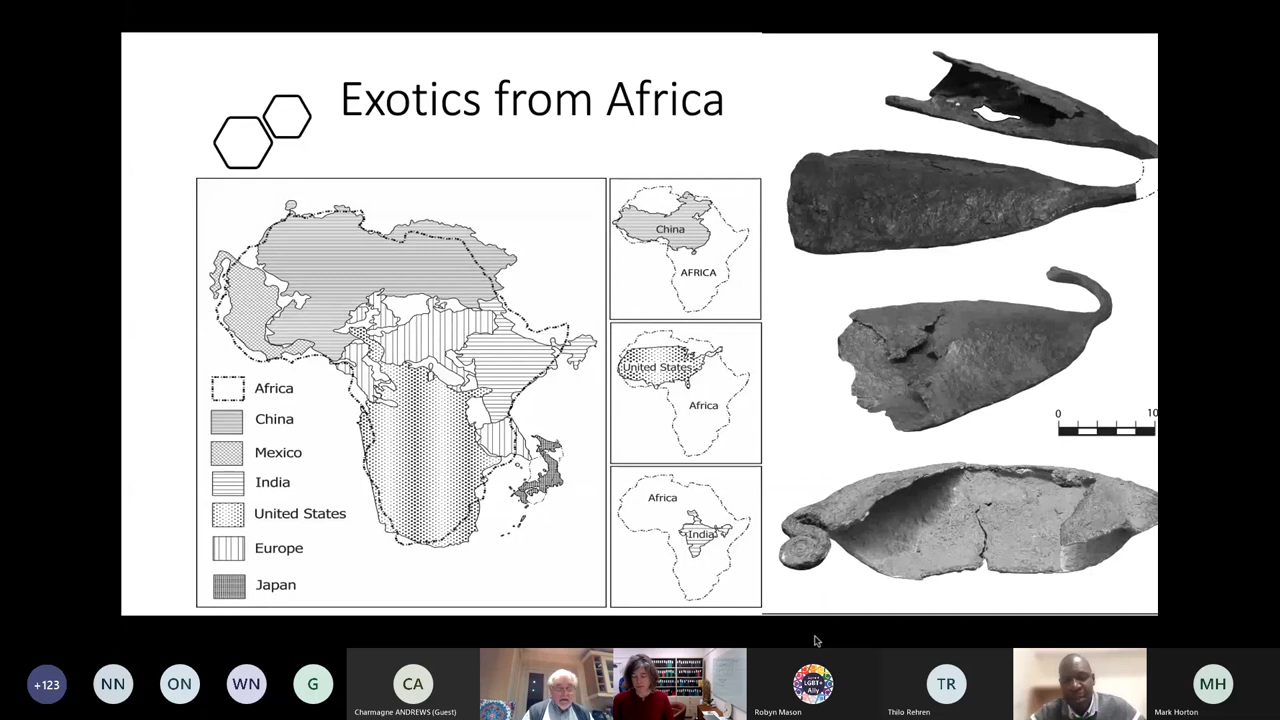 Exotics from Africa
China
AFRICA
United States
Africa
Africa
India
Africa
China
Mexico
India
United States
Europe
Japan
0
10
+123
NN
ON
WN
G
CA
Charmagne ANDREWS (Guest)
Robyn Mason
TR
Thilo Rehren
MH
Mark Horton